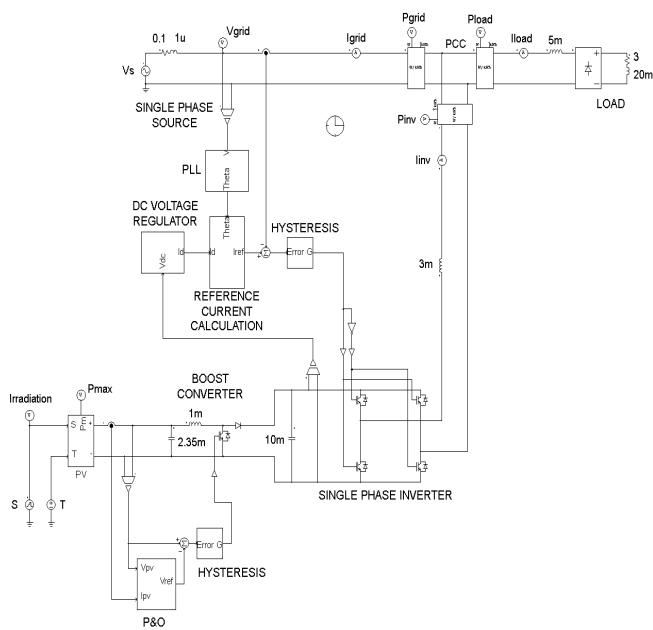 Vgrid
Pgrid
Pload
0.1 1u
Igrid
PCC
Iload
5m
3
20m
Vs
LOAD
SINGLE PHASE
SOURCE
Pinv
Iinv
V
PLL
Theta
DC VOLTAGE
REGULATOR
Theta
HYSTERESIS
Vdc
Id
Id
Iref
Error G
3m
REFERENCE
CURRENT
CALCULATION
BOOST
CONVERTER
Irradiation
Pmax
1m
S
Pm
+
T
-
PV
2.35m
10m
SINGLE PHASE INVERTER
S
T
Error G
HYSTERESIS
Vpv
Vref
Ipv
P&O